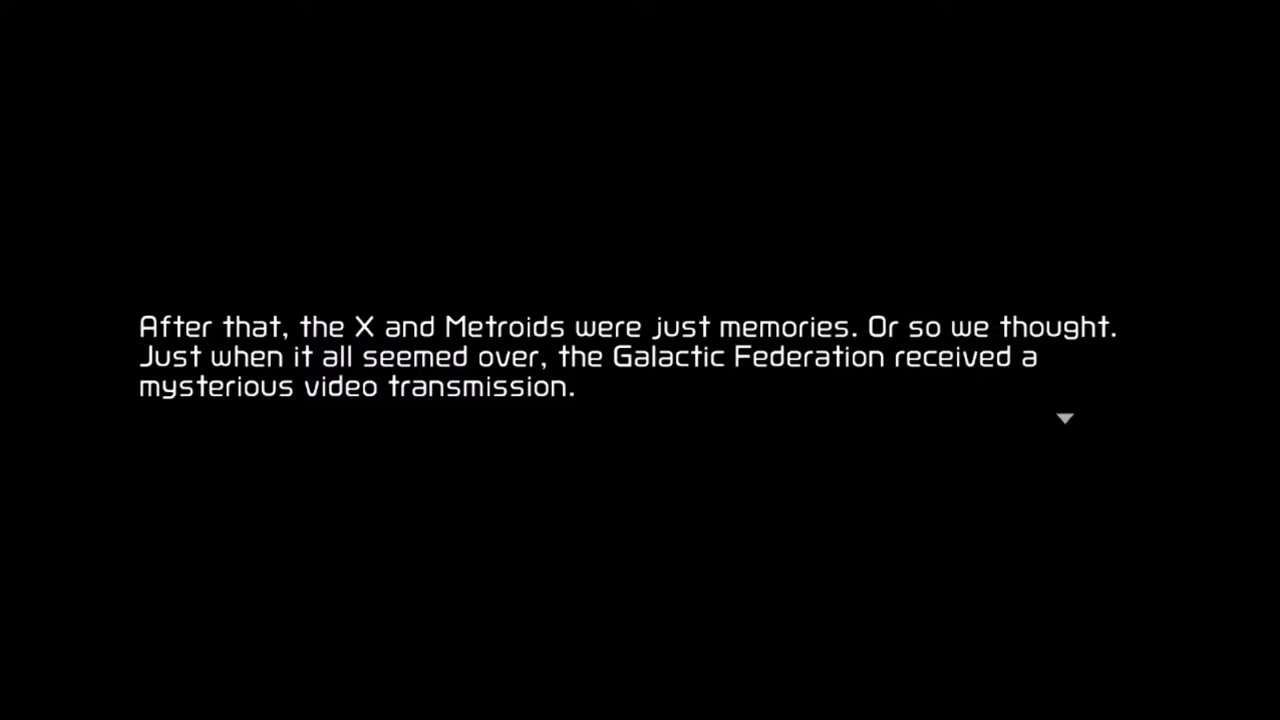 After that, the X and Metroids were just memories. Or so we thought.
Just when it all seemed over, the Galactic Federation received a
mysterious video transmission.